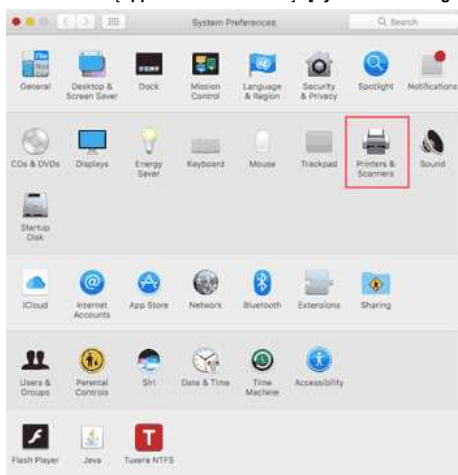 System Preferences
Search
General
Desktop &
Screen Saver
Dock
Mission
Control
Language
& Region
Security
& Privacy
Spotlight
Notifications
CDs & DVDs
Displays
Energy
Saver
Keyboard
Mouse
Trackpad
Printers &
Scanners
Sound
Startup
Disk
iCloud
Internet
Accounts
App Store
Network
Bluetooth
Extensions
Sharing
Users &
Groups
Parental
Controls
Siri
Date & Time
Time
Machine
Accessibility
Flash Player
Java
T
Tuxera NTFS